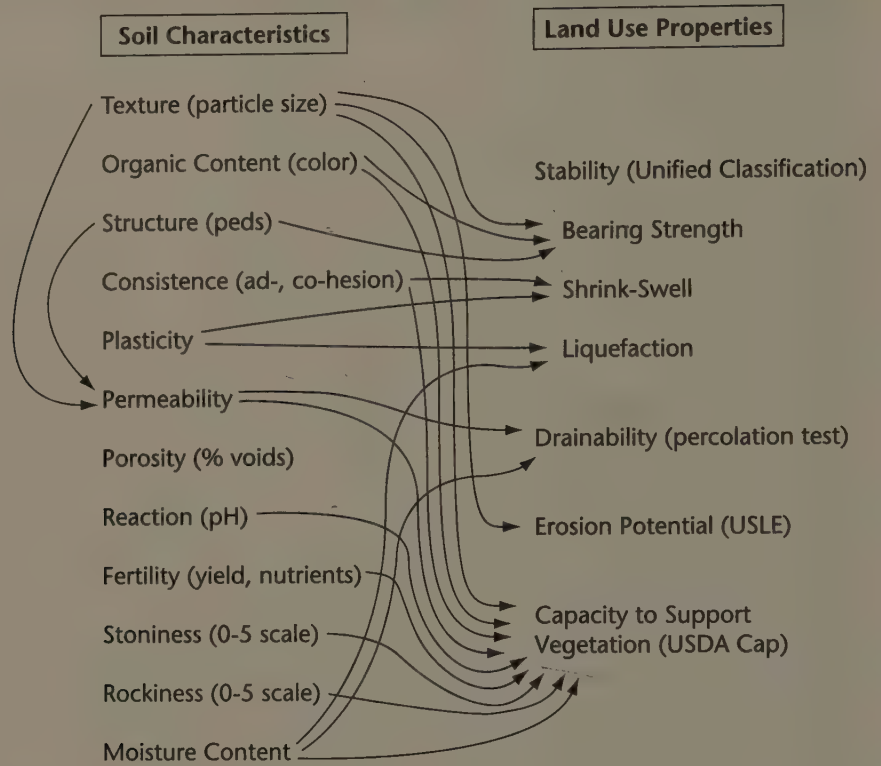 Soil Characteristics
Texture (particle size)
Organic Content (color)
Structure (peds)
Consistence (ad-, co-hesion)
Plasticity
Permeability
Porosity (% voids)
Reaction (pH)
Fertility (yield, nutrients)
Stoniness (0-5 scale)
Rockiness (0-5 scale)
Moisture Content
Land Use Properties
Stability (Unified Classification)
Bearing Strength
Shrink-Swell
Liquefaction
Drainability (percolation test)
Erosion Potential (USLE)
Capacity to Support
Vegetation (USDA Cap)